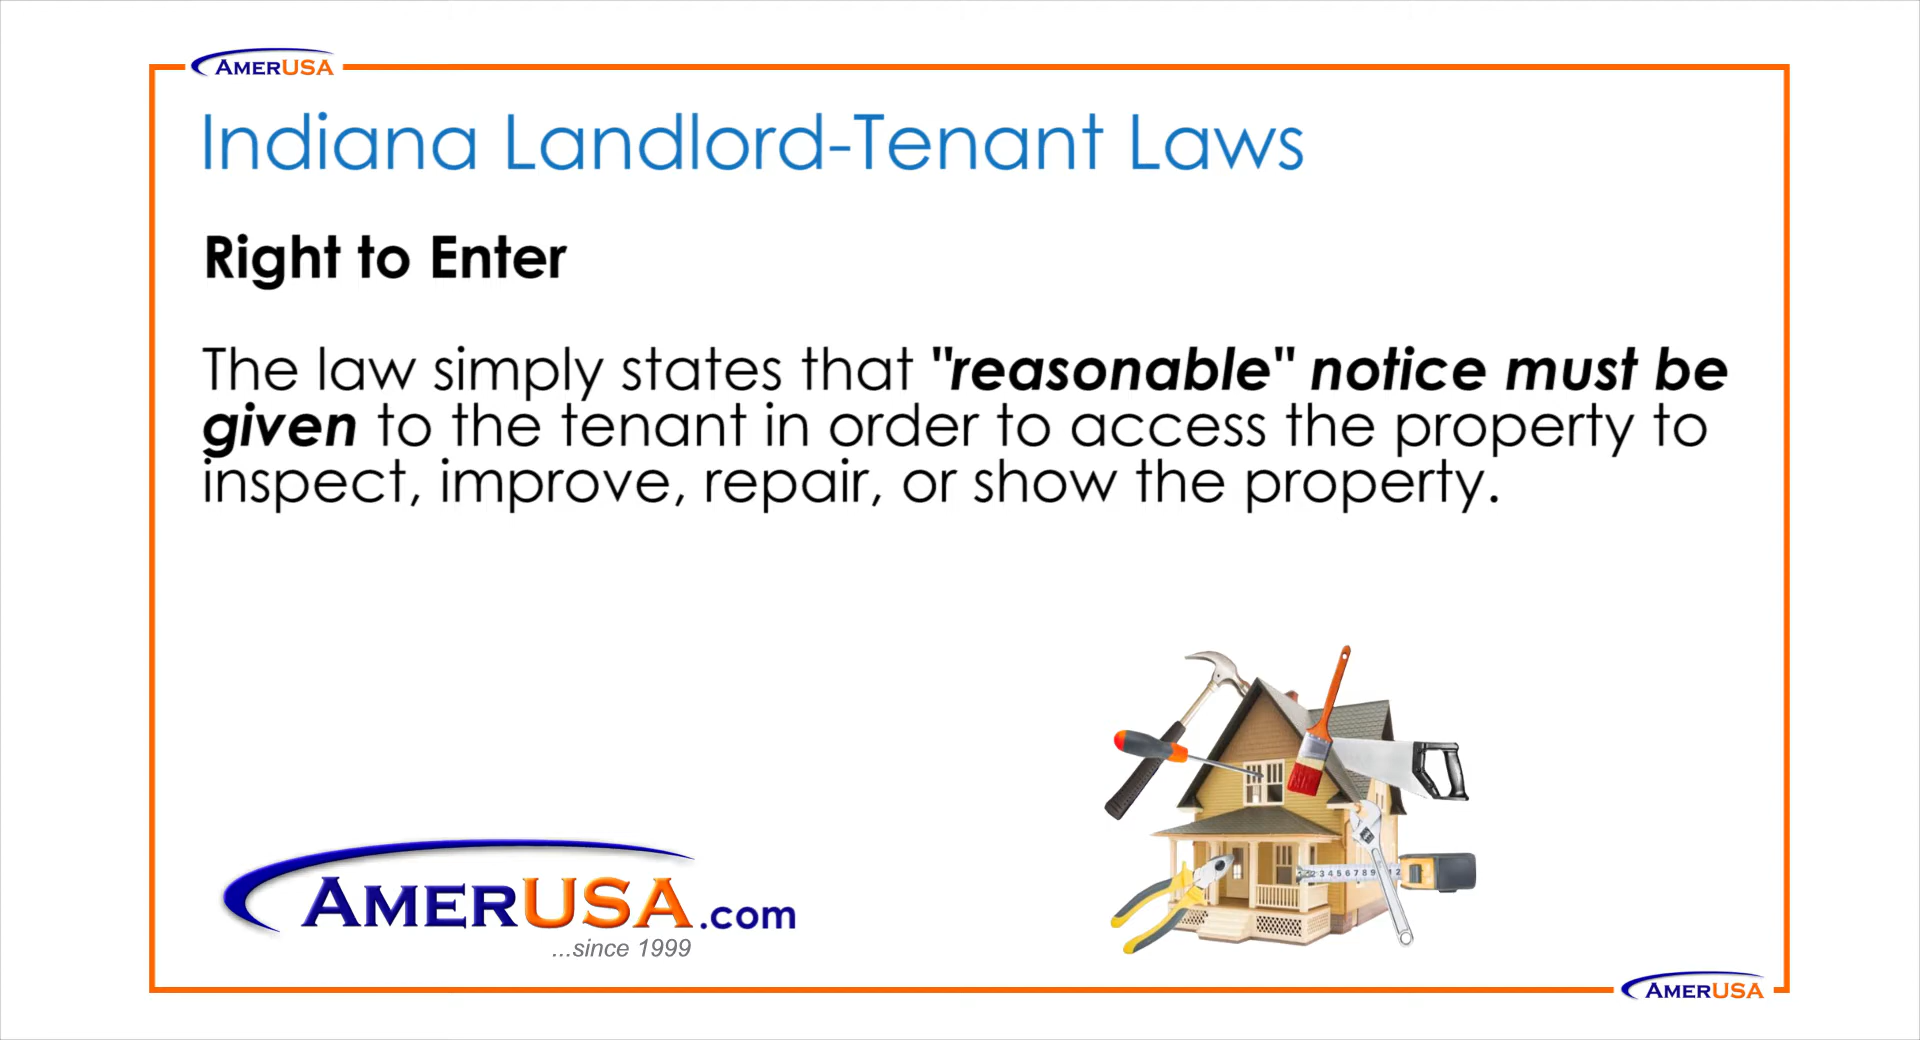 AMERUSA
Indiana Landlord-Tenant Laws
Right to Enter
The law simply states that "reasonable" notice must be
given to the tenant in order to access the property to
inspect, improve, repair, or show the property.
AMERUSA.com
...since 1999
AMERUSA